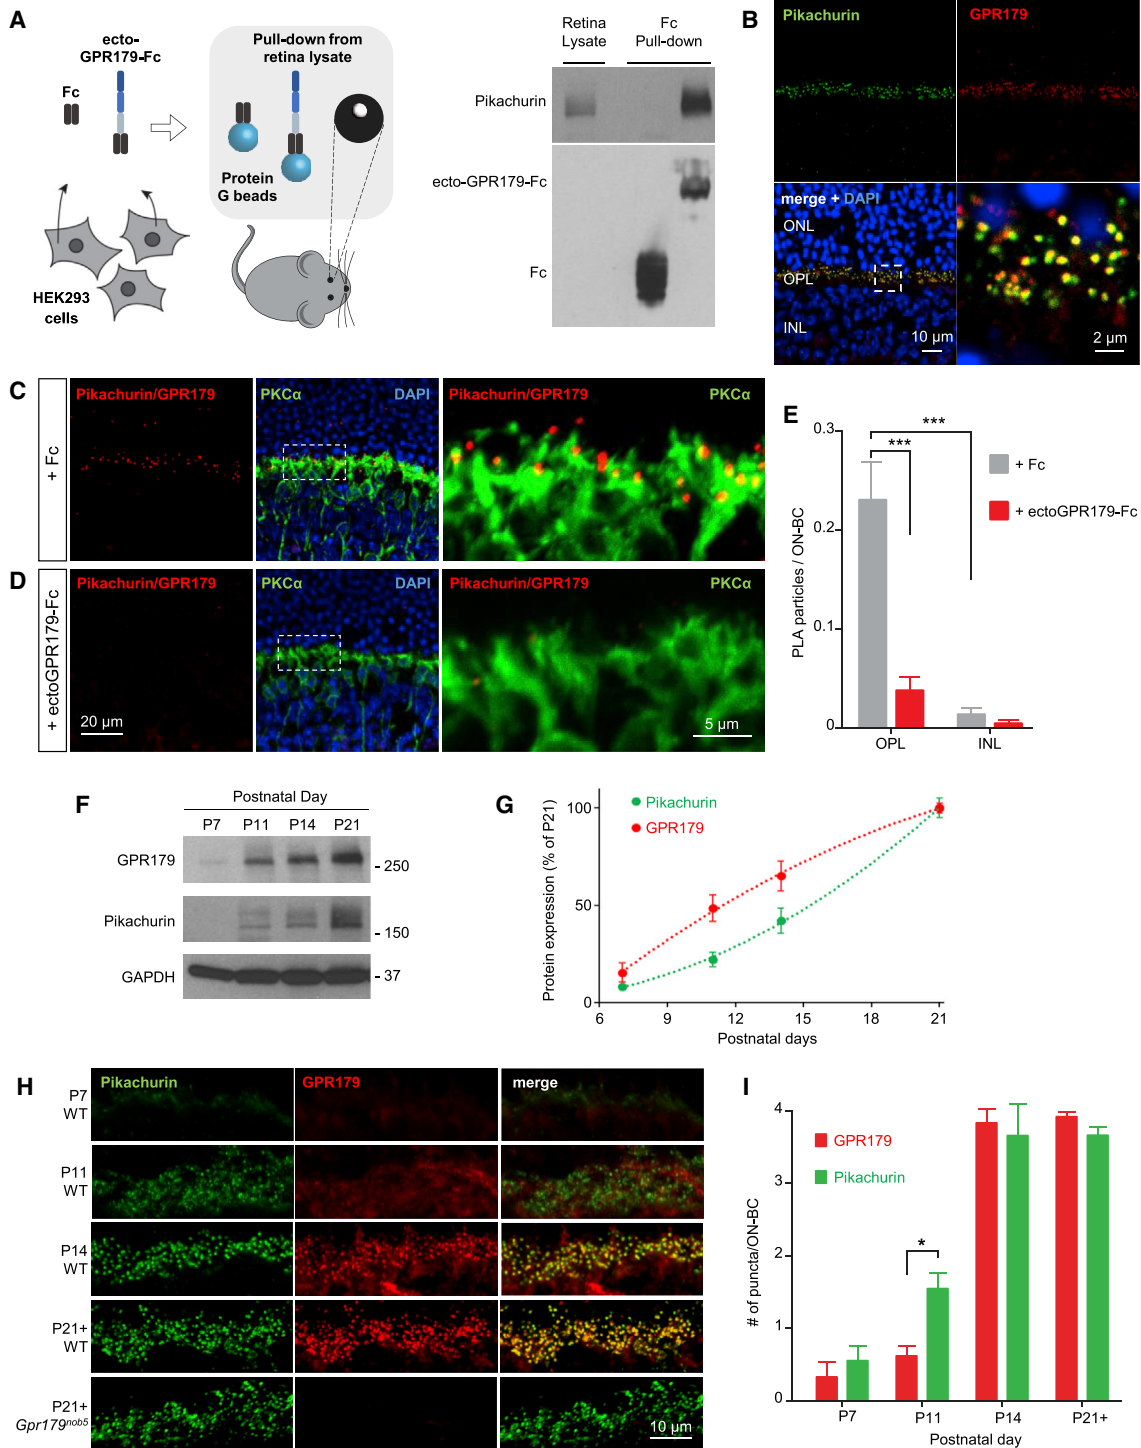 A
ecto-
GPR179-Fc
Fc
Pull-down from
retina lysate
Protein
G beads
HEK293
cells
Retina
Lysate
Fc
Pull-down
Pikachurin
ecto-GPR179-Fc
Fc
B
Pikachurin
GPR179
merge + DAPI
ONL
OPL
INL
10 µm
2 µm
C
+ Fc
Pikachurin/GPR179
PKCα
DAPI
Pikachurin/GPR179
PKCα
D
+ ectoGPR179-Fc
Pikachurin/GPR179
PKCα
DAPI
Pikachurin/GPR179
PKCα
20 µm
5 µm
E
PLA particles / ON-BC
0.3
0.2
0.1
0
***
***
+ Fc
+ ectoGPR179-Fc
OPL
INL
F
Postnatal Day
P7 P11 P14 P21
GPR179
- 250
Pikachurin
- 150
GAPDH
- 37
G
Protein expression (% of P21)
100
50
0
Pikachurin
GPR179
6 9 12 15 18 21
Postnatal days
H
Pikachurin
GPR179
merge
P7
WT
P11
WT
P14
WT
P21+
WT
P21+
Gpr179nob5
10 µm
I
# of puncta/ON-BC
4
3
2
1
0
GPR179
Pikachurin
*
P7 P11 P14 P21+
Postnatal day